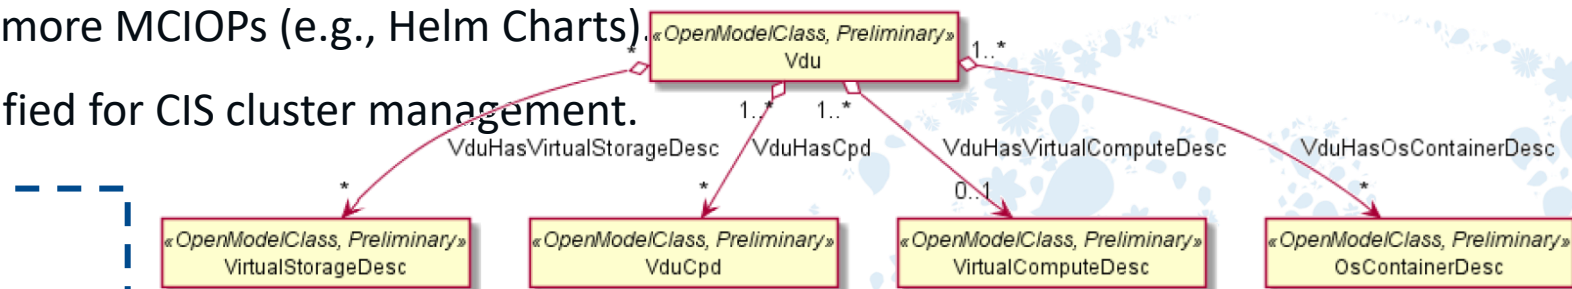 more MCIOPs (e.g., Helm Charts).
«OpenModelClass, Preliminary»
Vdu
*
1..*
fied for CIS cluster management.
1..*
1..*
VduHasVirtualStorageDesc
VduHasCpd
VduHasVirtualComputeDesc
VduHasOsContainerDesc
*
*
0..1
*
«OpenModelClass, Preliminary»
VirtualStorageDesc
«OpenModelClass, Preliminary»
VduCpd
«OpenModelClass, Preliminary»
VirtualComputeDesc
«OpenModelClass, Preliminary»
OsContainerDesc